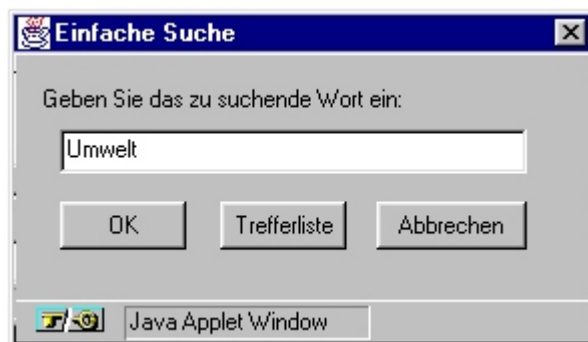 Einfache Suche
Geben Sie das zu suchende Wort ein:
Umwelt
OK Trefferliste Abbrechen
Java Applet Window